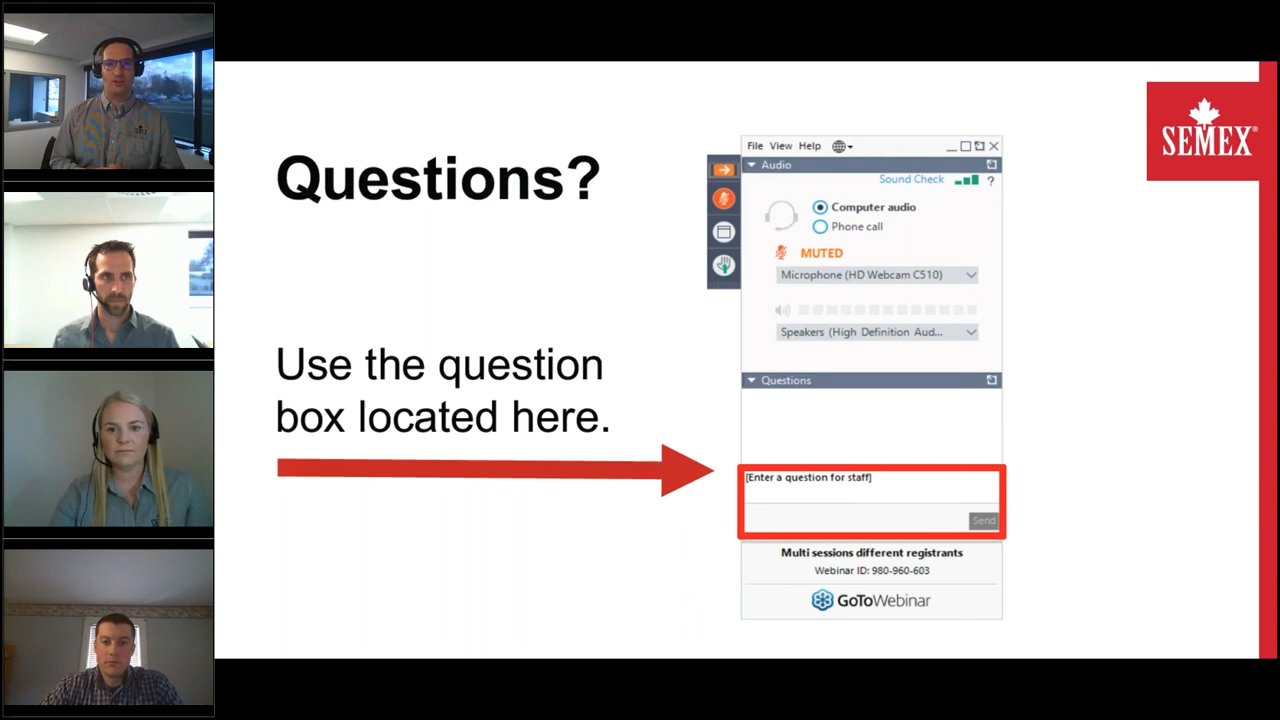 Questions?
Use the question
box located here.
SEMEX
File View Help
Audio
Sound Check
?
Computer audio
Phone call
MUTED
Microphone (HD Webcam C510)
Speakers (High Definition Aud...
Questions
[Enter a question for staff]
Send
Multi sessions different registrants
Webinar ID: 980-960-603
GoToWebinar